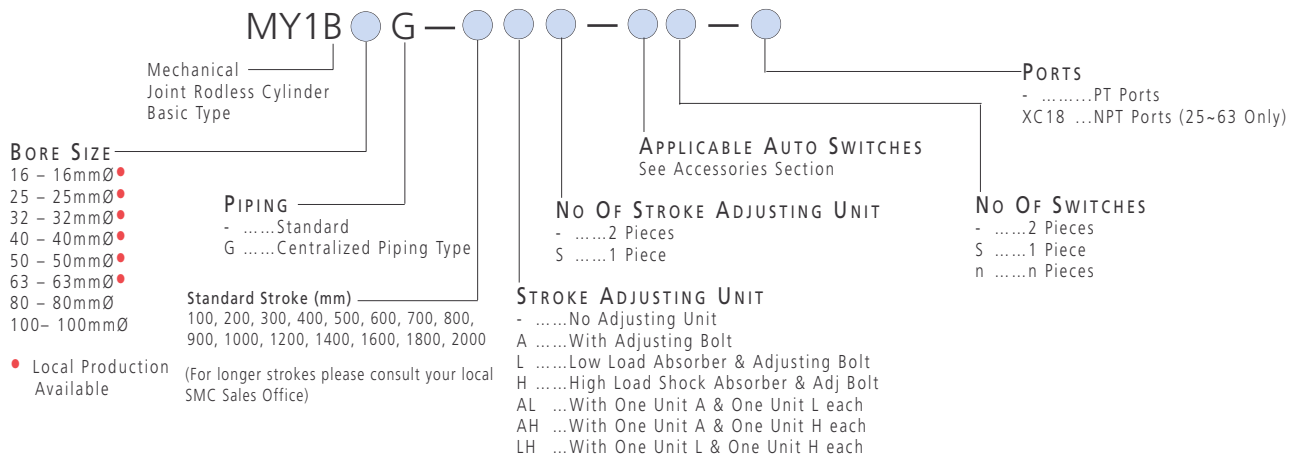 MY1B G — — —
Mechanical
Joint Rodless Cylinder
Basic Type
PORTS
- ………PT Ports
XC18 …NPT Ports (25~63 Only)
BORE SIZE
16 – 16mmØ
25 – 25mmØ
32 – 32mmØ
40 – 40mmØ
50 – 50mmØ
63 – 63mmØ
80 – 80mmØ
100– 100mmØ
• Local Production
Available
PIPING
- ……Standard
G ……Centralized Piping Type
Standard Stroke (mm)
100, 200, 300, 400, 500, 600, 700, 800,
900, 1000, 1200, 1400, 1600, 1800, 2000
(For longer strokes please consult your local
SMC Sales Office)
APPLICABLE AUTO SWITCHES
See Accessories Section
NO OF STROKE ADJUSTING UNIT
- ……2 Pieces
S ……1 Piece
NO OF SWITCHES
- ……2 Pieces
S ……1 Piece
n ……n Pieces
STROKE ADJUSTING UNIT
- ……No Adjusting Unit
A ……With Adjusting Bolt
L ……Low Load Absorber & Adjusting Bolt
H ……High Load Shock Absorber & Adj Bolt
AL …With One Unit A & One Unit L each
AH …With One Unit A & One Unit H each
LH …With One Unit L & One Unit H each